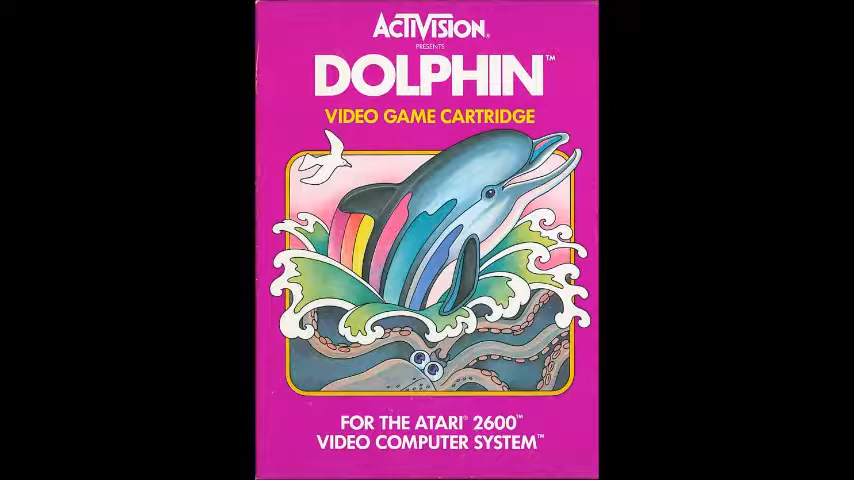 ACTIVISION®
PRESENTS
DOLPHIN™
VIDEO GAME CARTRIDGE
FOR THE ATARI® 2600™
VIDEO COMPUTER SYSTEM™